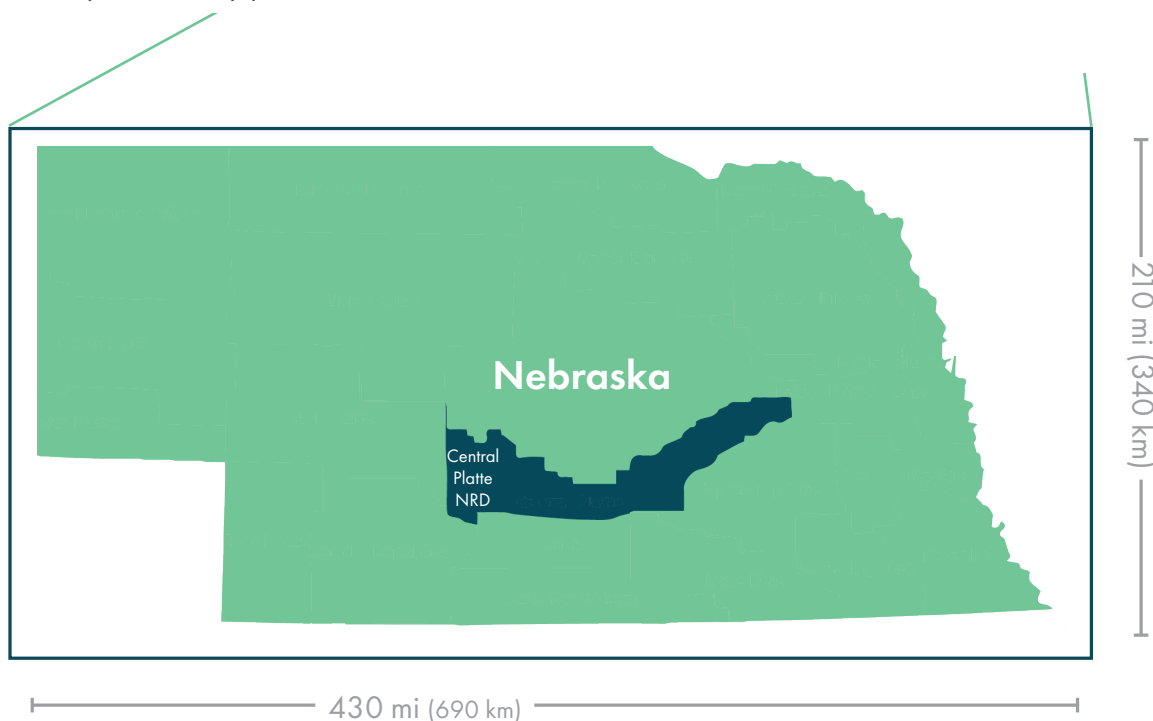 Nebraska
Central
Platte
NRD
210 mi (340 km)
430 mi (690 km)